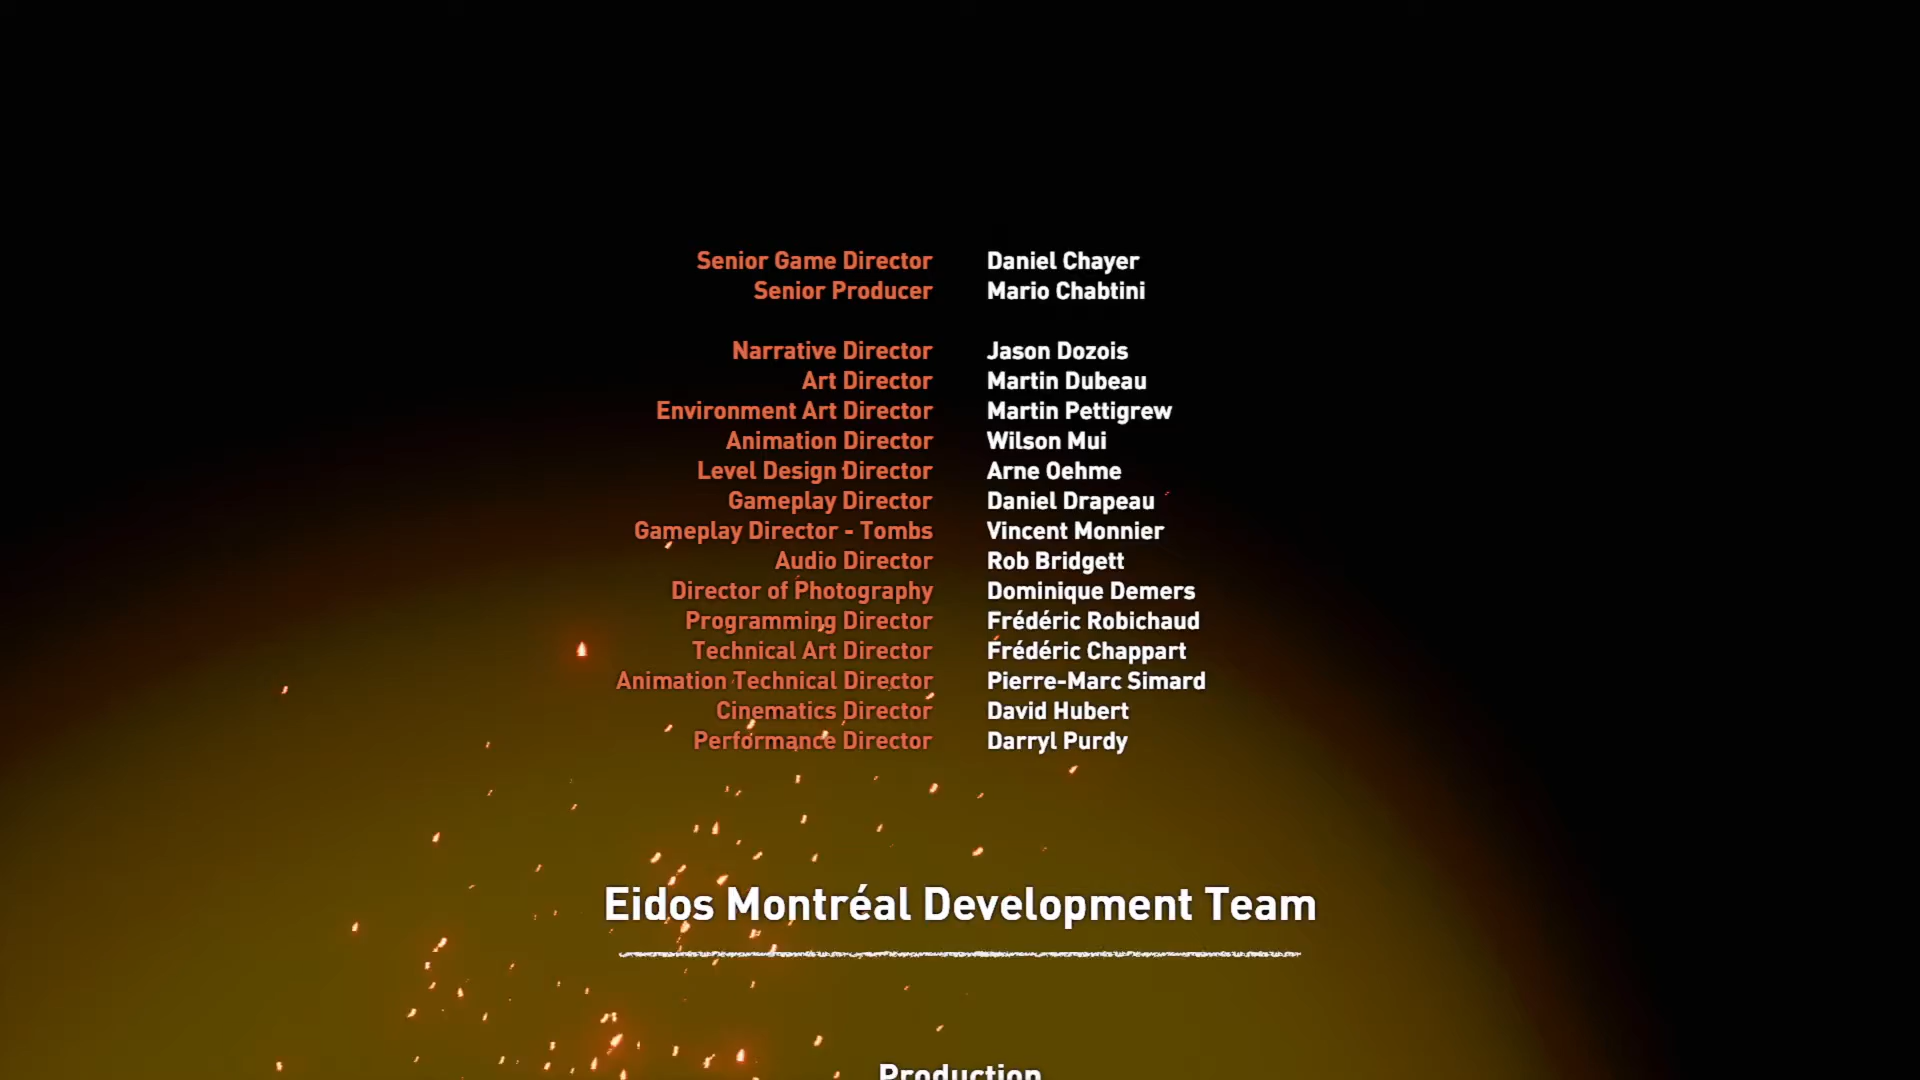 Senior Game Director Daniel Chayer
Senior Producer Mario Chabtini
Narrative Director Jason Dozois
Art Director Martin Dubeau
Environment Art Director Martin Pettigrew
Animation Director Wilson Mui
Level Design Director Arne Oehme
Gameplay Director Daniel Drapeau
Gameplay Director - Tombs Vincent Monnier
Audio Director Rob Bridgett
Director of Photography Dominique Demers
Programming Director Frédéric Robichaud
Technical Art Director Frédéric Chappart
Animation Technical Director Pierre-Marc Simard
Cinematics Director David Hubert
Performance Director Darryl Purdy
Eidos Montréal Development Team
Production